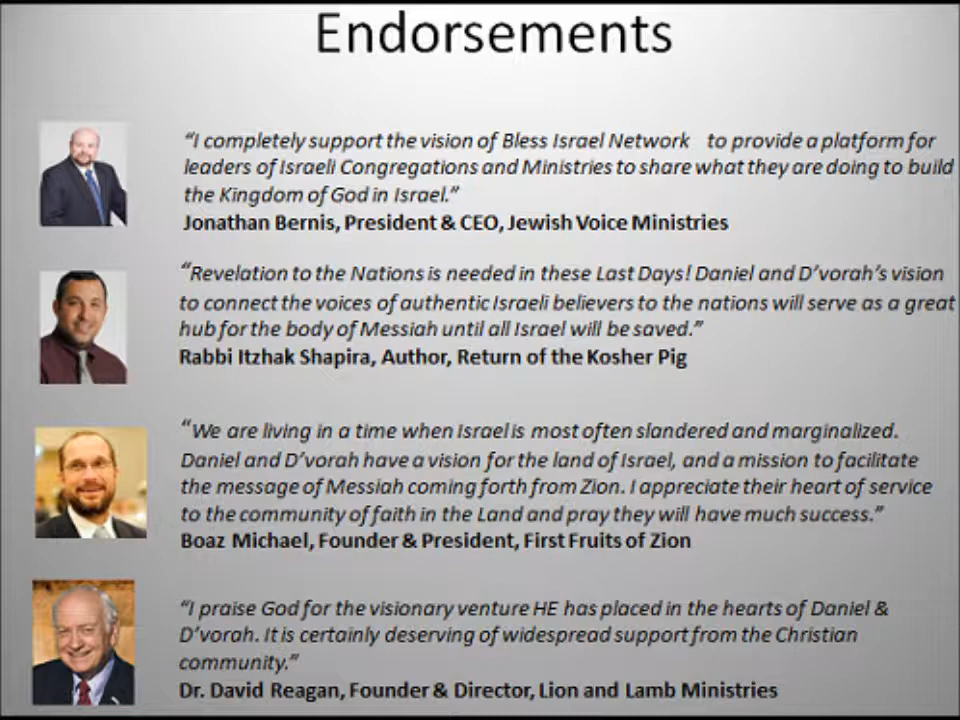 Endorsements
“I completely support the vision of Bless Israel Network to provide a platform for
leaders of Israeli Congregations and Ministries to share what they are doing to build
the Kingdom of God in Israel.”
Jonathan Bernis, President & CEO, Jewish Voice Ministries
“Revelation to the Nations is needed in these Last Days! Daniel and D’vorah’s vision
to connect the voices of authentic Israeli believers to the nations will serve as a great
hub for the body of Messiah until all Israel will be saved.”
Rabbi Itzhak Shapira, Author, Return of the Kosher Pig
“We are living in a time when Israel is most often slandered and marginalized.
Daniel and D’vorah have a vision for the land of Israel, and a mission to facilitate
the message of Messiah coming forth from Zion. I appreciate their heart of service
to the community of faith in the Land and pray they will have much success.”
Boaz Michael, Founder & President, First Fruits of Zion
“I praise God for the visionary venture HE has placed in the hearts of Daniel &
D’vorah. It is certainly deserving of widespread support from the Christian
community.”
Dr. David Reagan, Founder & Director, Lion and Lamb Ministries